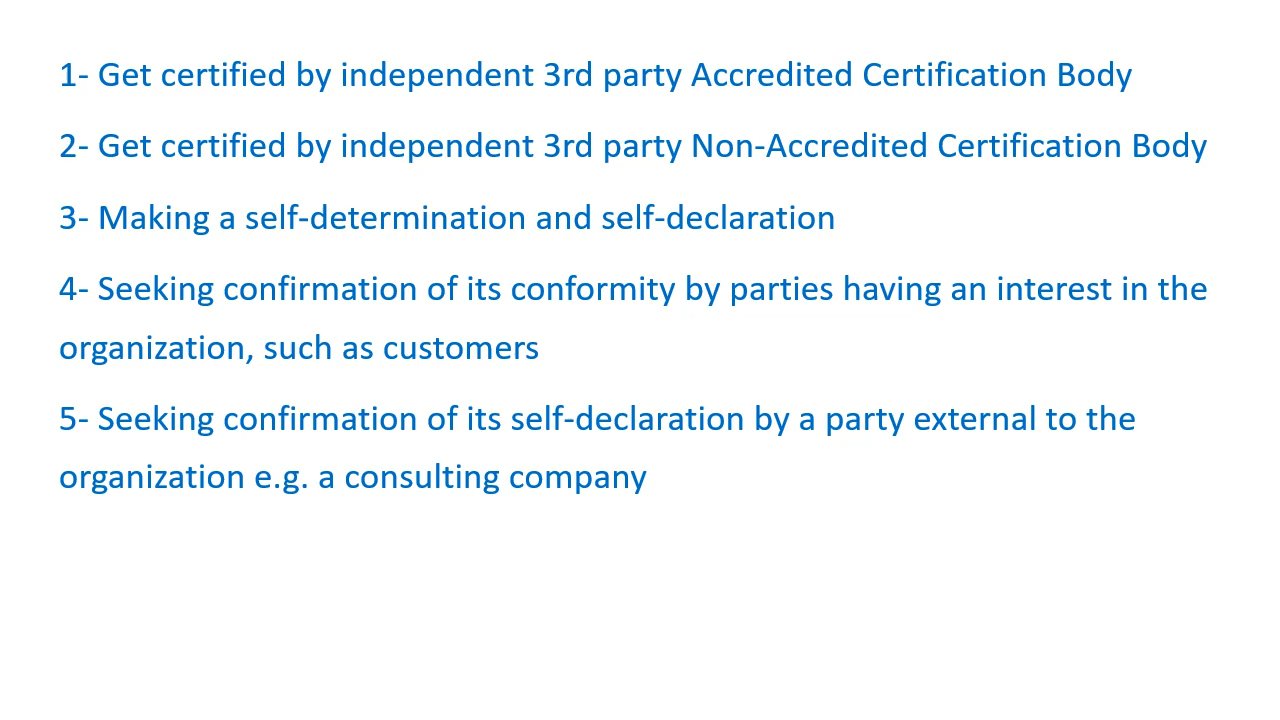 1- Get certified by independent 3rd party Accredited Certification Body
2- Get certified by independent 3rd party Non-Accredited Certification Body
3- Making a self-determination and self-declaration
4- Seeking confirmation of its conformity by parties having an interest in the
organization, such as customers
5- Seeking confirmation of its self-declaration by a party external to the
organization e.g. a consulting company